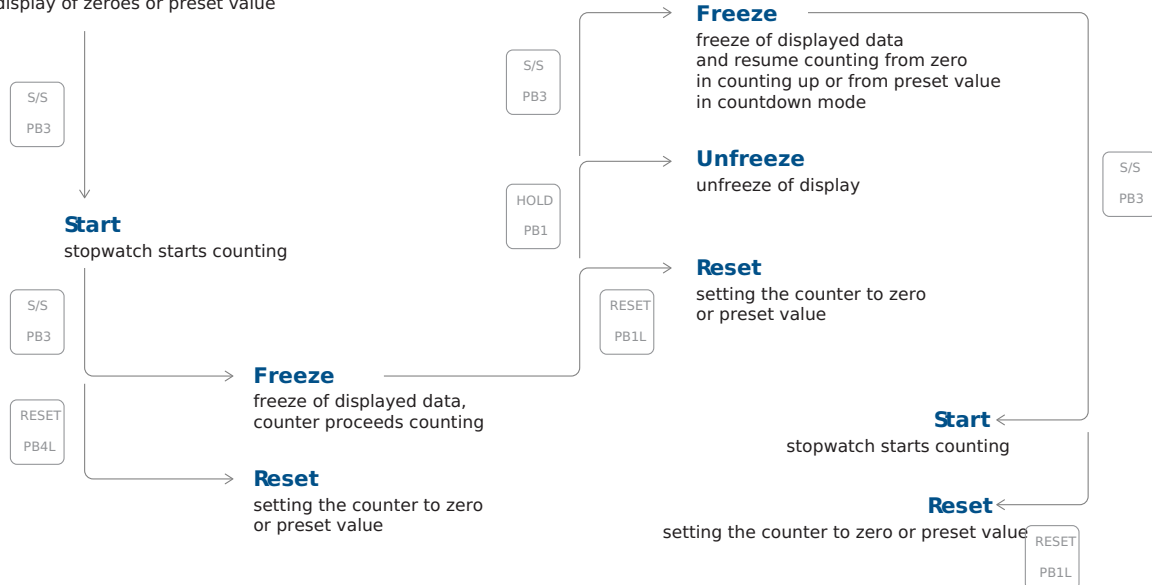 display of zeroes or preset value
S/S
PB3
Start
stopwatch starts counting
S/S
PB3
RESET
PB4L
Freeze
freeze of displayed data,
counter proceeds counting
Reset
setting the counter to zero
or preset value
S/S
PB3
Freeze
freeze of displayed data
and resume counting from zero
in counting up or from preset value
in countdown mode
HOLD
PB1
Unfreeze
unfreeze of display
RESET
PB1L
Reset
setting the counter to zero
or preset value
S/S
PB3
Start
stopwatch starts counting
Reset
setting the counter to zero or preset value
RESET
PB1L